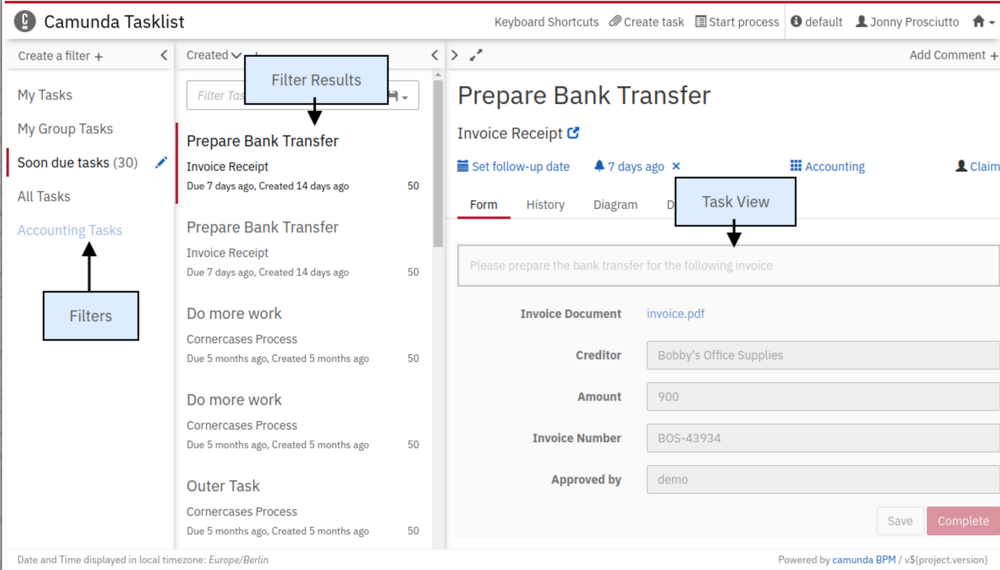 Camunda Tasklist
Keyboard Shortcuts Create task Start process default Jonny Prosciutto
Create a filter +
My Tasks
My Group Tasks
Soon due tasks (30)
All Tasks
Accounting Tasks
Filters
Created
Filter Results
Filter
Prepare Bank Transfer
Invoice Receipt
Due 7 days ago, Created 14 days ago 50
Prepare Bank Transfer
Invoice Receipt
Due 7 days ago, Created 14 days ago 50
Do more work
Cornercases Process
Due 5 months ago, Created 5 months ago 50
Do more work
Cornercases Process
Due 5 months ago, Created 5 months ago 50
Outer Task
Cornercases Process
Due 5 months ago, Created 5 months ago 50
Add Comment +
Prepare Bank Transfer
Invoice Receipt
Set follow-up date 7 days ago × Accounting Claim
Form History Diagram
Task View
Please prepare the bank transfer for the following invoice
Invoice Document invoice.pdf
Creditor Bobby's Office Supplies
Amount 900
Invoice Number BOS-43934
Approved by demo
Save Complete
Date and Time displayed in local timezone: Europe/Berlin
Powered by camunda BPM / v${project.version}